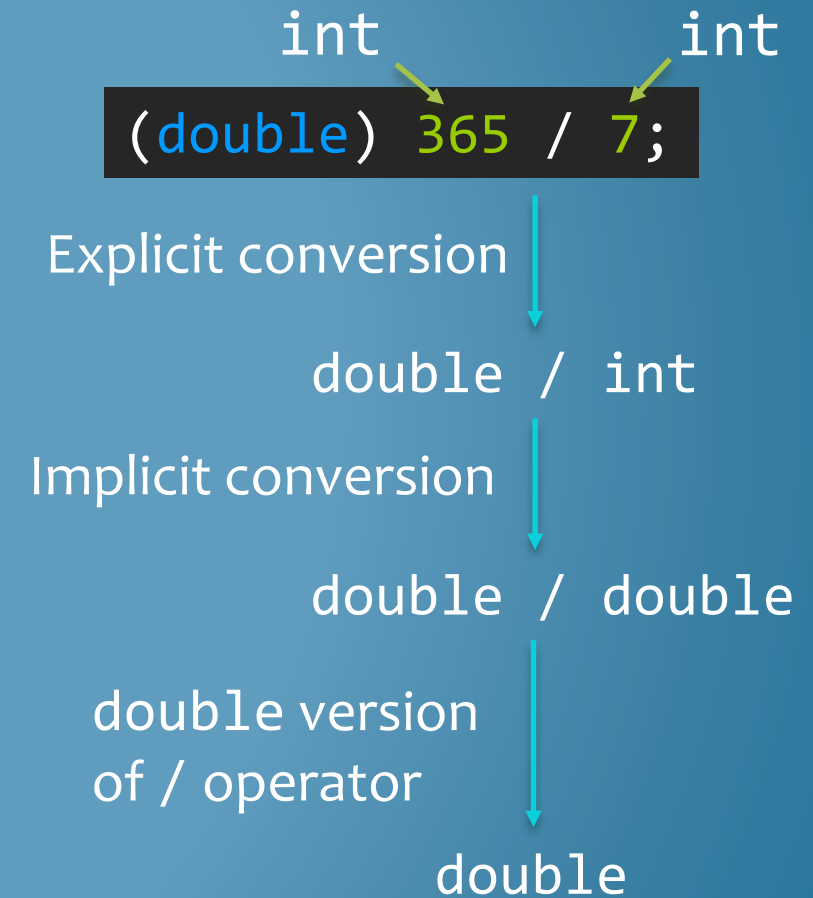 int int
(double) 365 / 7;
Explicit conversion
double / int
Implicit conversion
double / double
double version
of / operator
double